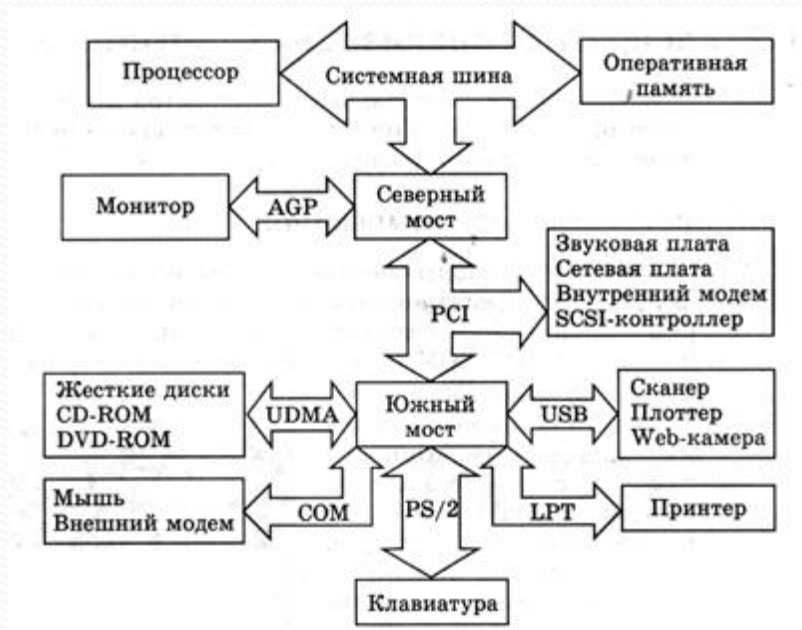 Процессор
Системная шина
Оперативная
память
Монитор
AGP
Северный
мост
Звуковая плата
Сетевая плата
Внутренний модем
SCSI-контроллер
PCI
Жесткие диски
CD-ROM
DVD-ROM
UDMA
Южный
мост
USB
Сканер
Плоттер
Web-камера
Мышь
Внешний модем
COM
PS/2
LPT
Принтер
Клавиатура